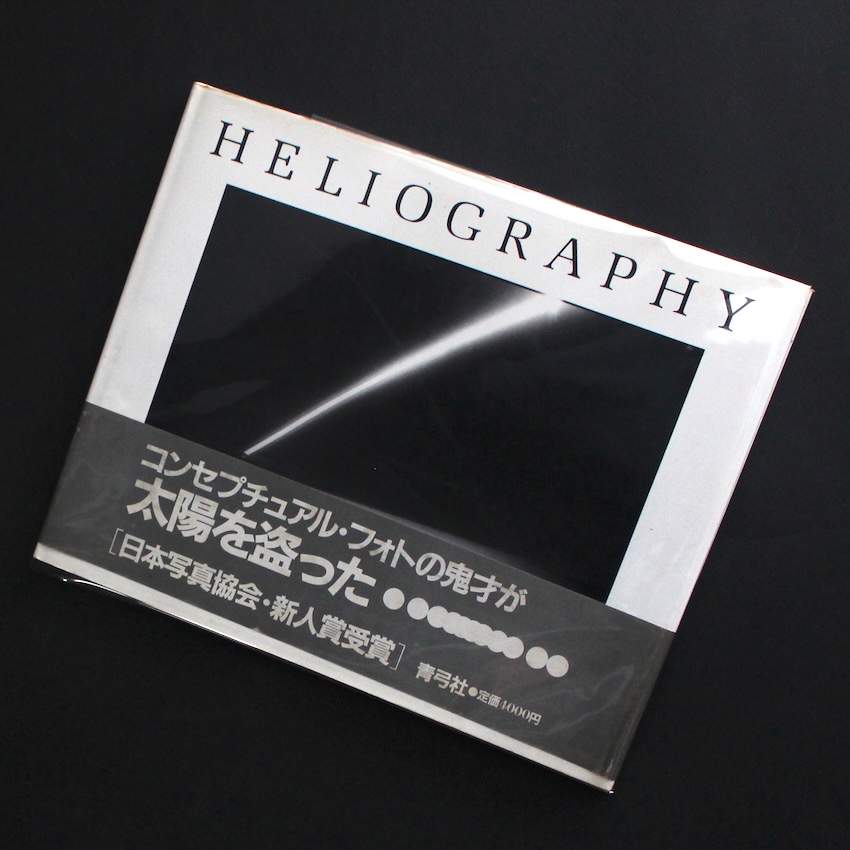 HELIOGRAPHY
コンセプチュアル・フォトの鬼才が
太陽を盗った
[日本写真協会・新人賞受賞]
青弓社●定価4000円